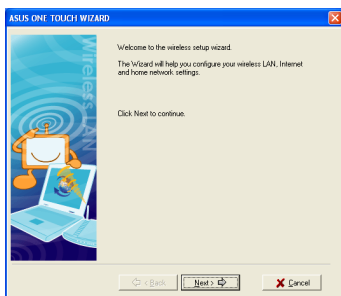 ASUS ONE TOUCH WIZARD
Wireless LAN
Welcome to the wireless setup wizard.
The Wizard will help you configure your wireless LAN, Internet
and home network settings.
Click Next to continue.
< Back
Next >
Cancel